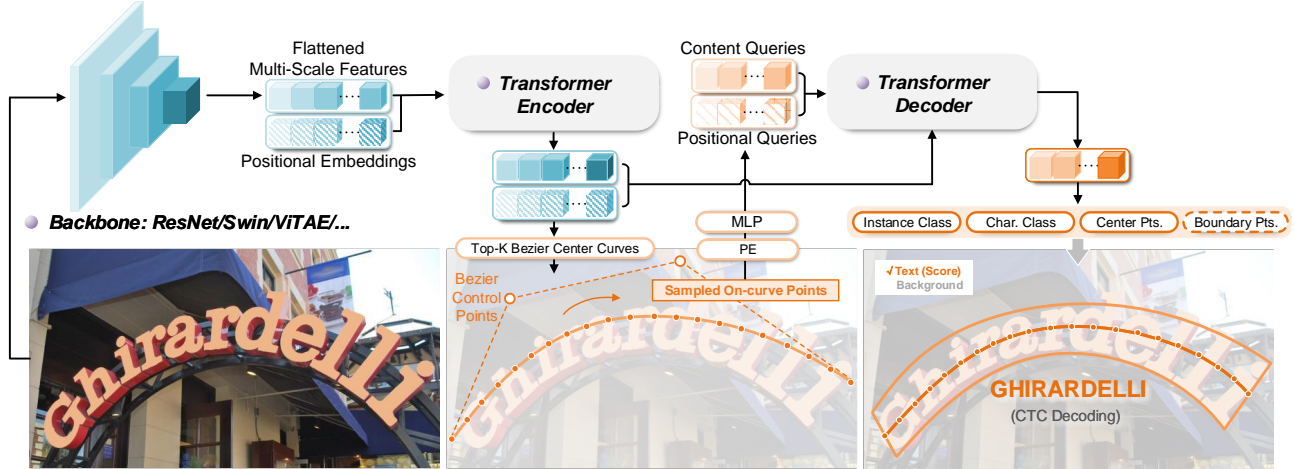 Flattened
Multi-Scale Features
Positional Embeddings
Transformer
Encoder
Content Queries
Positional Queries
Transformer
Decoder
Backbone: ResNet/Swin/ViTAE/...
Top-K Bezier Center Curves
MLP
PE
Instance Class
Char. Class
Center Pts.
Boundary Pts.
Ghirardelli
Bezier
Control
Points
Sampled On-curve Points
Ghirardelli
√Text (Score)
Background
Ghirardelli
GHIRARDELLI
(CTC Decoding)